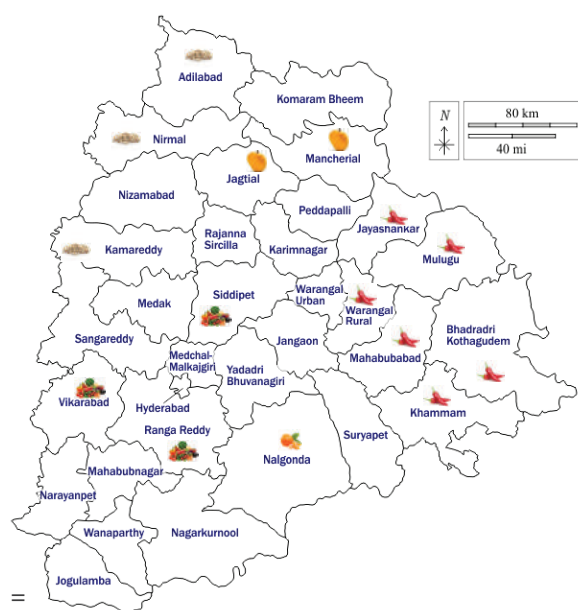 Adilabad
Komaram Bheem
N
80 km
40 mi
Nirmal
Mancherial
Jagtial
Nizamabad
Peddapalli
Jayashankar
Rajanna
Sircilla
Kamareddy
Karimnagar
Mulugu
Siddipet
Warangal
Urban
Medak
Warangal
Rural
Bhadradri
Kothagudem
Sangareddy
Jangaon
Medchal-
Malkajgiri
Mahabubabad
Yadadri
Bhuvanagiri
Vikarabad
Hyderabad
Khammam
Ranga Reddy
Suryapet
Nalgonda
Mahabubnagar
Narayanpet
Wanaparthy
Nagarkurnool
Jogulamba
=